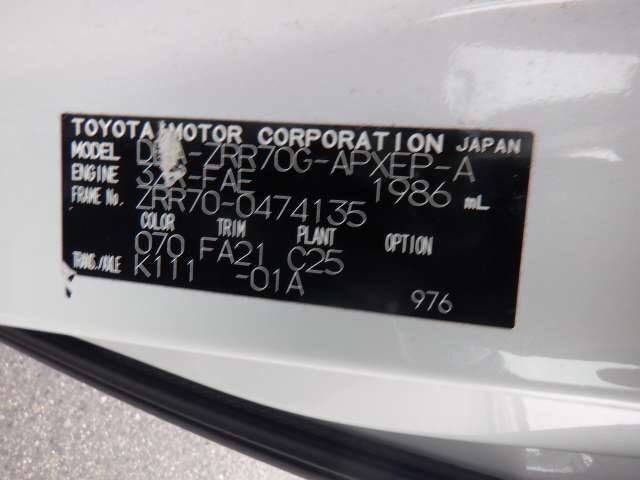 TOYOTA MOTOR CORPORATION JAPAN
MODEL ZRR70G-APXEP-A
ENGINE 1986 mL
FRAME No. ZRR70-0474135
COLOR TRIM PLANT OPTION
070 FA21 C25
TRANS./AXLE K111 -01A
976